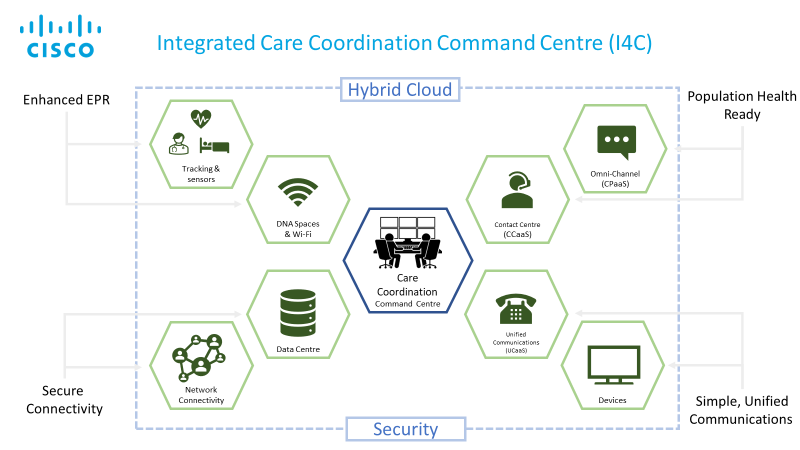 CISCO
Integrated Care Coordination Command Centre (I4C)
Hybrid Cloud
Enhanced EPR
Population Health
Ready
Tracking &
sensors
Omni-Channel
(CPaaS)
DNA Spaces
& Wi-Fi
Contact Centre
(CCaaS)
Care
Coordination
Command Centre
Data Centre
Unified
Communications
(UCaaS)
Network
Connectivity
Devices
Secure
Connectivity
Simple, Unified
Communications
Security